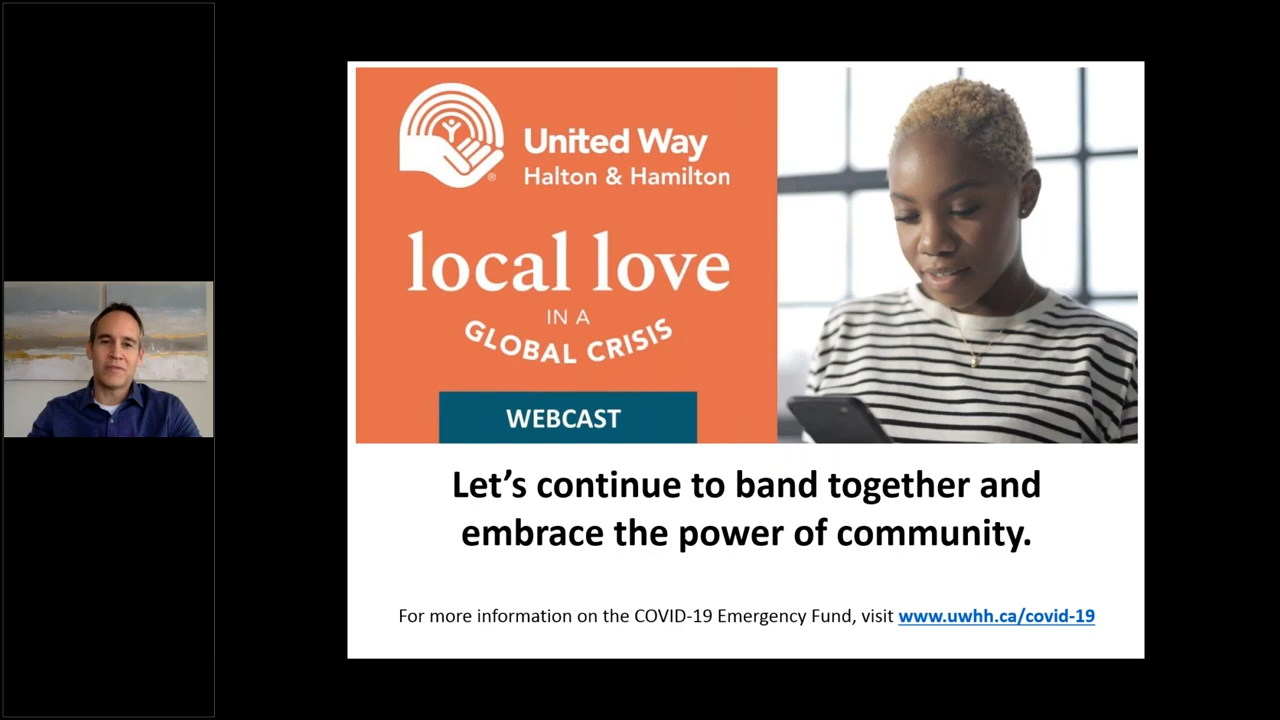 United Way
Halton & Hamilton
local love
IN A
GLOBAL CRISIS
WEBCAST
Let’s continue to band together and
embrace the power of community.
For more information on the COVID-19 Emergency Fund, visit www.uwhh.ca/covid-19